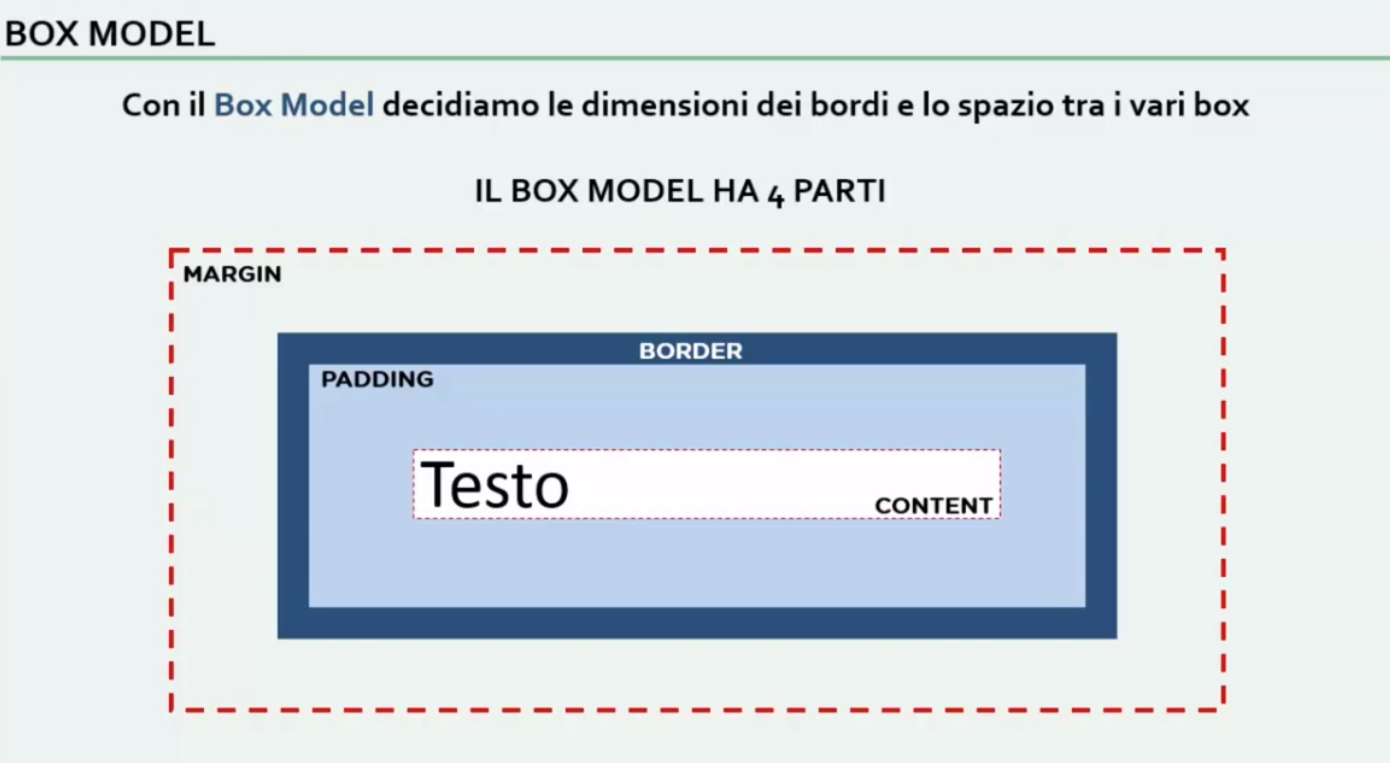 BOX MODEL
Con il Box Model decidiamo le dimensioni dei bordi e lo spazio tra i vari box
IL BOX MODEL HA 4 PARTI
MARGIN
BORDER
PADDING
Testo
CONTENT